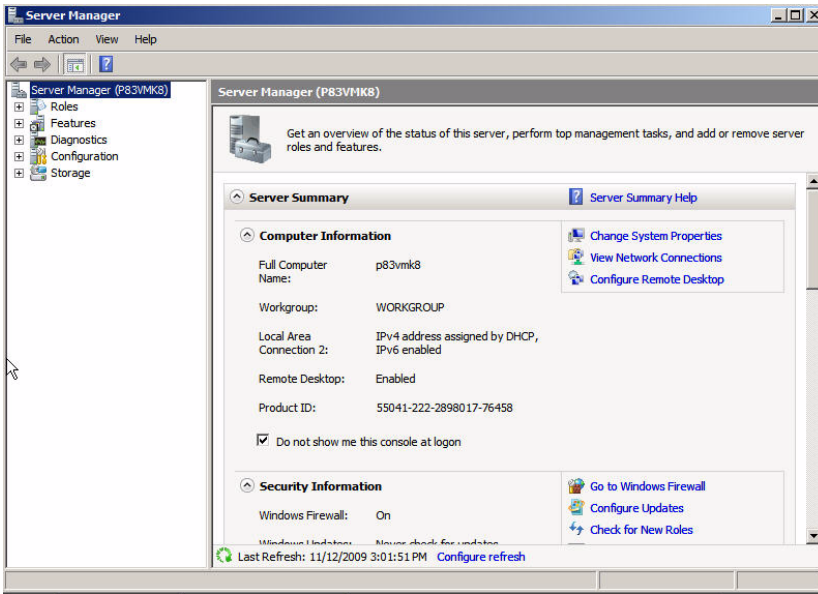 Server Manager
File Action View Help
Server Manager (P83VMK8)
Roles
Features
Diagnostics
Configuration
Storage
Server Manager (P83VMK8)
Get an overview of the status of this server, perform top management tasks, and add or remove server
roles and features.
Server Summary
Server Summary Help
Computer Information
Full Computer
Name:
p83vmk8
Workgroup:
WORKGROUP
Local Area
Connection 2:
IPv4 address assigned by DHCP,
IPv6 enabled
Remote Desktop:
Enabled
Product ID:
55041-222-2898017-76458
Do not show me this console at logon
Change System Properties
View Network Connections
Configure Remote Desktop
Security Information
Windows Firewall:
On
Windows Updates:
Never check for updates
Go to Windows Firewall
Configure Updates
Check for New Roles
Last Refresh: 11/12/2009 3:01:51 PM Configure refresh